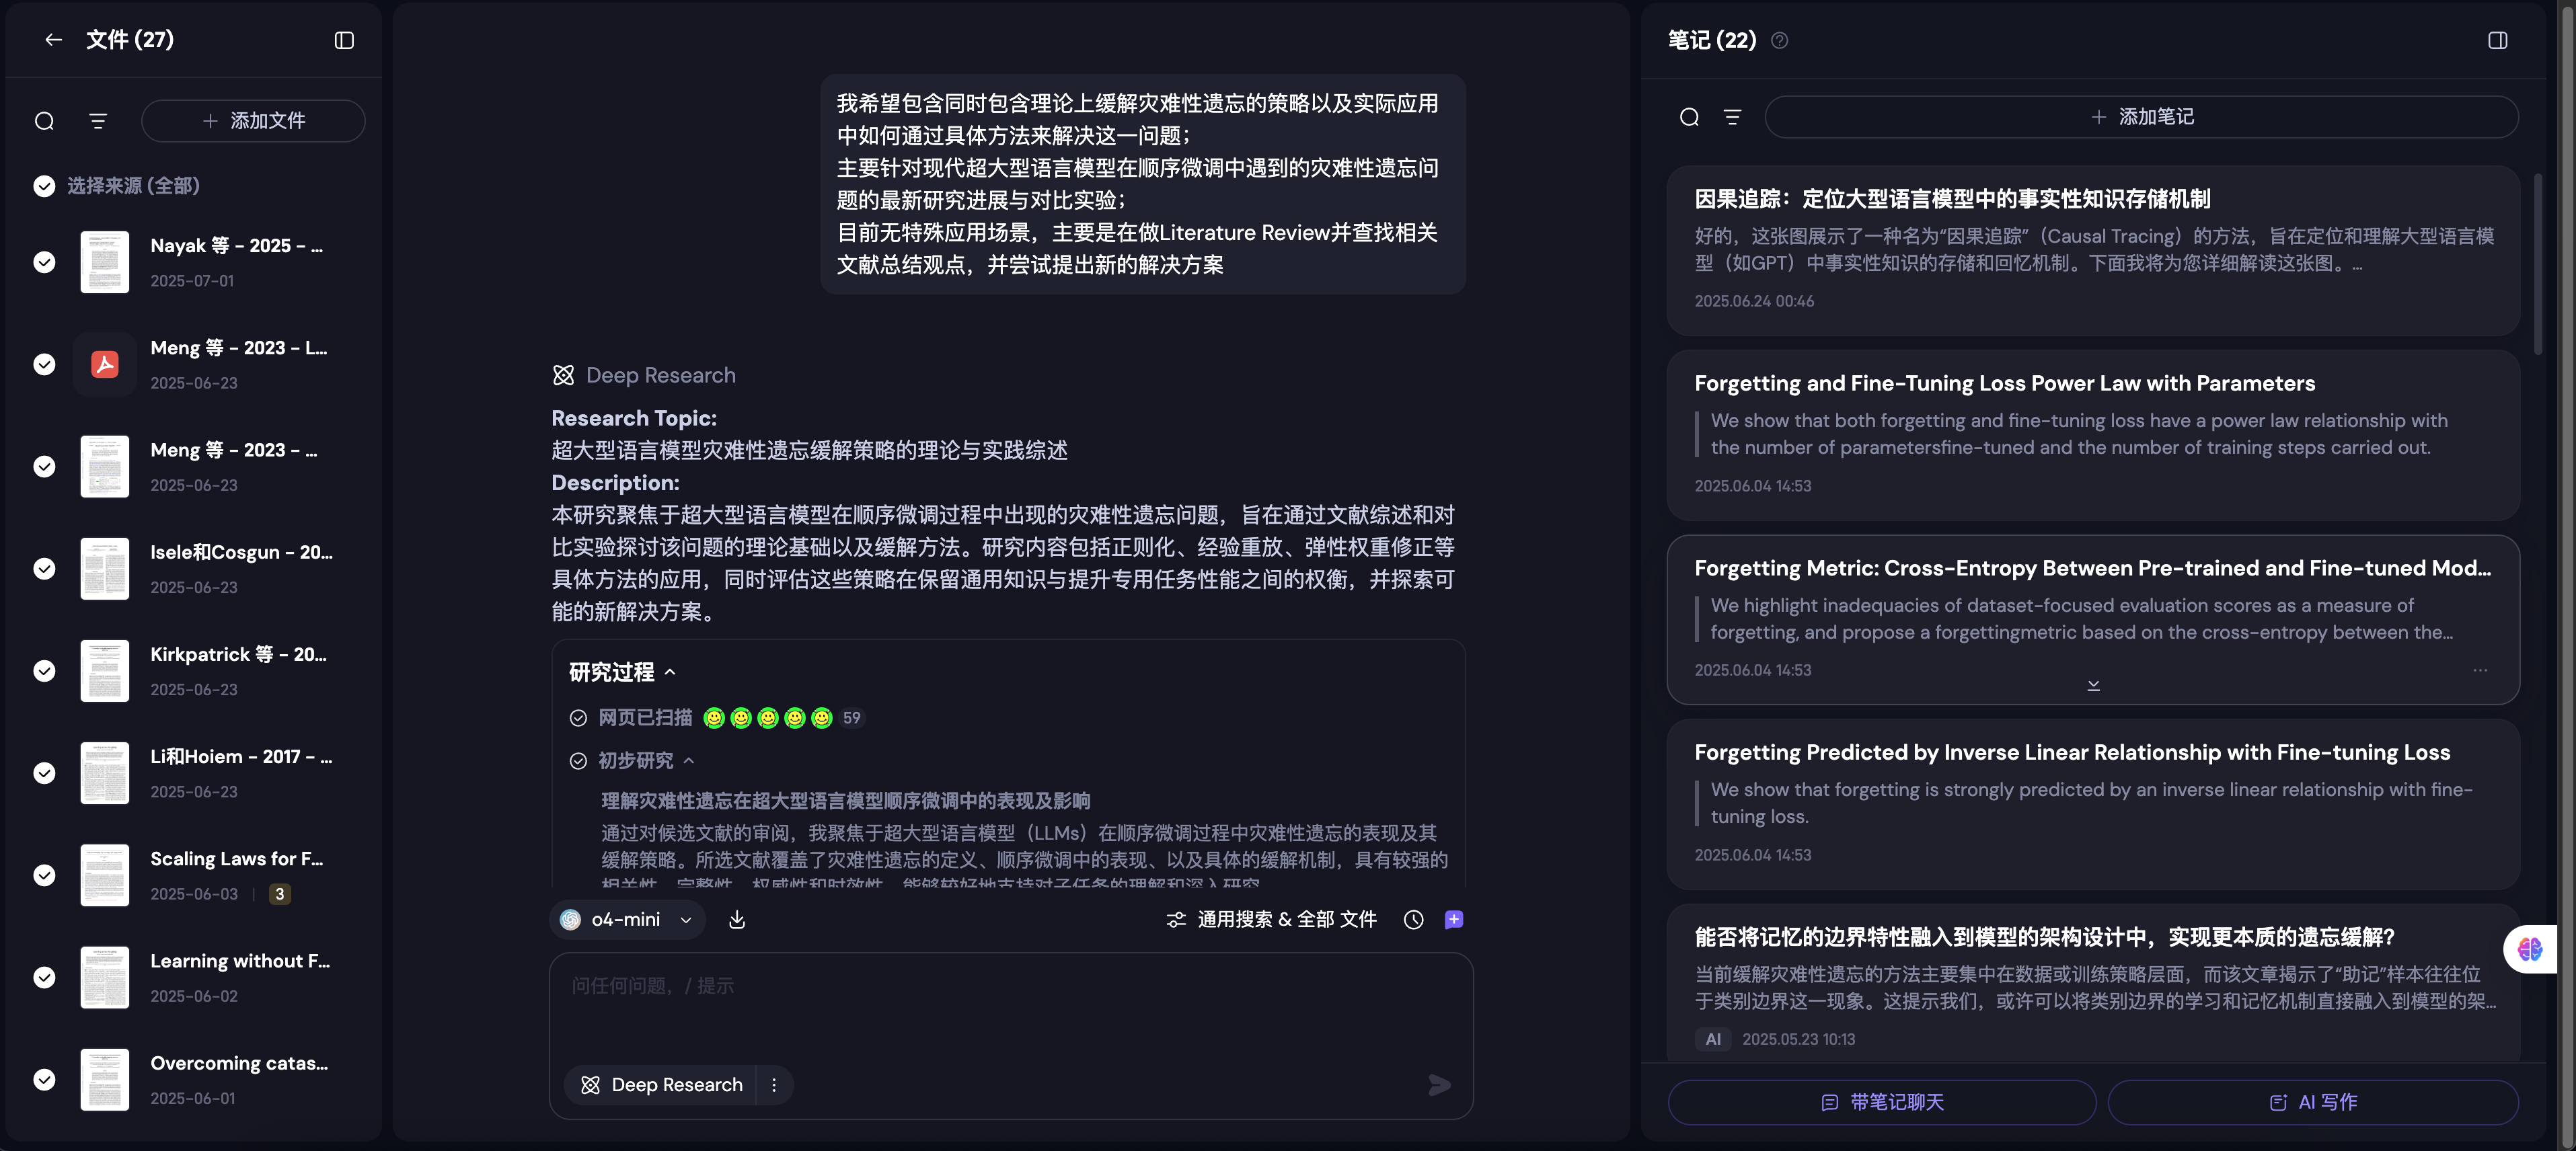 文件 (27)
添加文件
选择来源 (全部)
Nayak 等 - 2025 - ...
2025-07-01
Meng 等 - 2023 - L...
2025-06-23
Meng 等 - 2023 - ...
2025-06-23
Isele和Cosgun - 20...
2025-06-23
Kirkpatrick 等 - 20...
2025-06-23
Li和Hoiem - 2017 - ...
2025-06-23
Scaling Laws for F...
2025-06-03 | 3
Learning without F...
2025-06-02
Overcoming catas...
2025-06-01
我希望包含同时包含理论上缓解灾难性遗忘的策略以及实际应用
中如何通过具体方法来解决这一问题；
主要针对现代超大型语言模型在顺序微调中遇到的灾难性遗忘问
题的最新研究进展与对比实验；
目前无特殊应用场景，主要是在做Literature Review并查找相关
文献总结观点，并尝试提出新的解决方案
Deep Research
Research Topic:
超大型语言模型灾难性遗忘缓解策略的理论与实践综述
Description:
本研究聚焦于超大型语言模型在顺序微调过程中出现的灾难性遗忘问题，旨在通过文献综述和对
比实验探讨该问题的理论基础以及缓解方法。研究内容包括正则化、经验重放、弹性权重修正等
具体方法的应用，同时评估这些策略在保留通用知识与提升专用任务性能之间的权衡，并探索可
能的新解决方案。
研究过程
网页已扫描 59
初步研究
理解灾难性遗忘在超大型语言模型顺序微调中的表现及影响
通过对候选文献的审阅，我聚焦于超大型语言模型（LLMs）在顺序微调过程中灾难性遗忘的表现及其
缓解策略。所选文献覆盖了灾难性遗忘的定义、顺序微调中的表现、以及具体的缓解机制，具有较强的
相关性、完整性、权威性和时效性，能够较好地支持对子任务的理解和深入研究。
o4-mini
通用搜索 & 全部 文件
问任何问题，/ 提示
Deep Research
笔记 (22)
添加笔记
因果追踪：定位大型语言模型中的事实性知识存储机制
好的，这张图展示了一种名为“因果追踪”（Causal Tracing）的方法，旨在定位和理解大型语言模
型（如GPT）中事实性知识的存储和回忆机制。下面我将为您详细解读这张图。...
2025.06.24 00:46
Forgetting and Fine-Tuning Loss Power Law with Parameters
We show that both forgetting and fine-tuning loss have a power law relationship with
the number of parametersfine-tuned and the number of training steps carried out.
2025.06.04 14:53
Forgetting Metric: Cross-Entropy Between Pre-trained and Fine-tuned Mod...
We highlight inadequacies of dataset-focused evaluation scores as a measure of
forgetting, and propose a forgettingmetric based on the cross-entropy between the...
2025.06.04 14:53
Forgetting Predicted by Inverse Linear Relationship with Fine-tuning Loss
We show that forgetting is strongly predicted by an inverse linear relationship with fine-
tuning loss.
2025.06.04 14:53
能否将记忆的边界特性融入到模型的架构设计中，实现更本质的遗忘缓解？
当前缓解灾难性遗忘的方法主要集中在数据或训练策略层面，而该文章揭示了“助记”样本往往位
于类别边界这一现象。这提示我们，或许可以将类别边界的学习和记忆机制直接融入到模型的架...
AI 2025.05.23 10:13
带笔记聊天
AI 写作